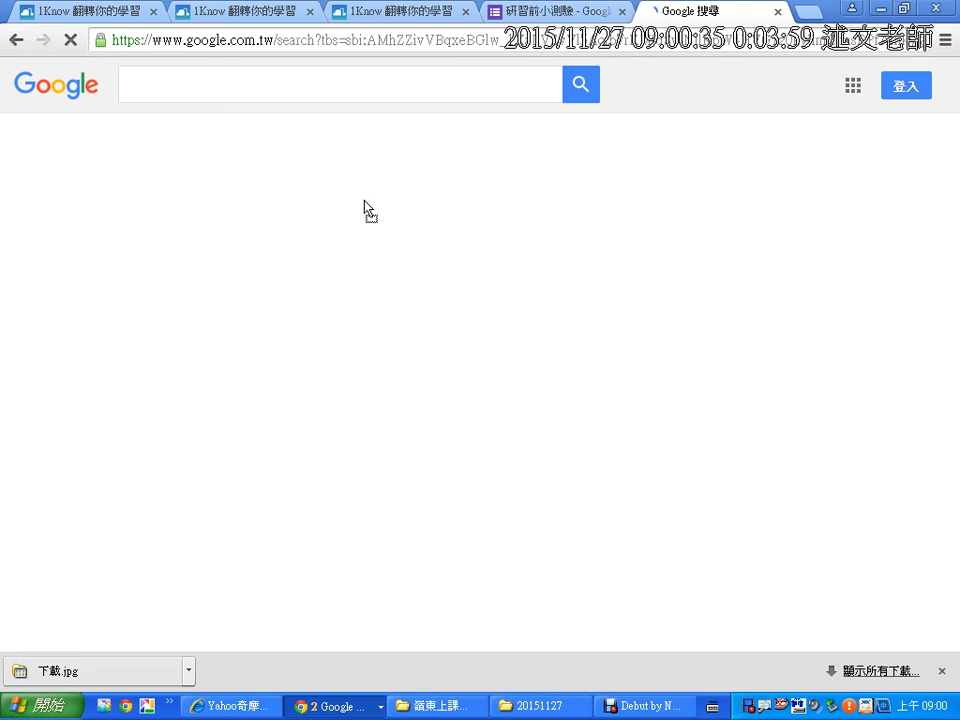 1Know 翻轉你的學習
1Know 翻轉你的學習
1Know 翻轉你的學習
研習前小測驗 - Google
Google 搜尋
https://www.google.com.tw/search?tbs=sbi:AMhZZivVBqxeBGlw_
2015/11/27 09:00:35 0:03:59 述文老師
Google
登入
下載.jpg
顯示所有下載...
開始
Yahoo奇摩...
2 Google ...
嶺東上課...
20151127
Debut by N...
上午 09:00